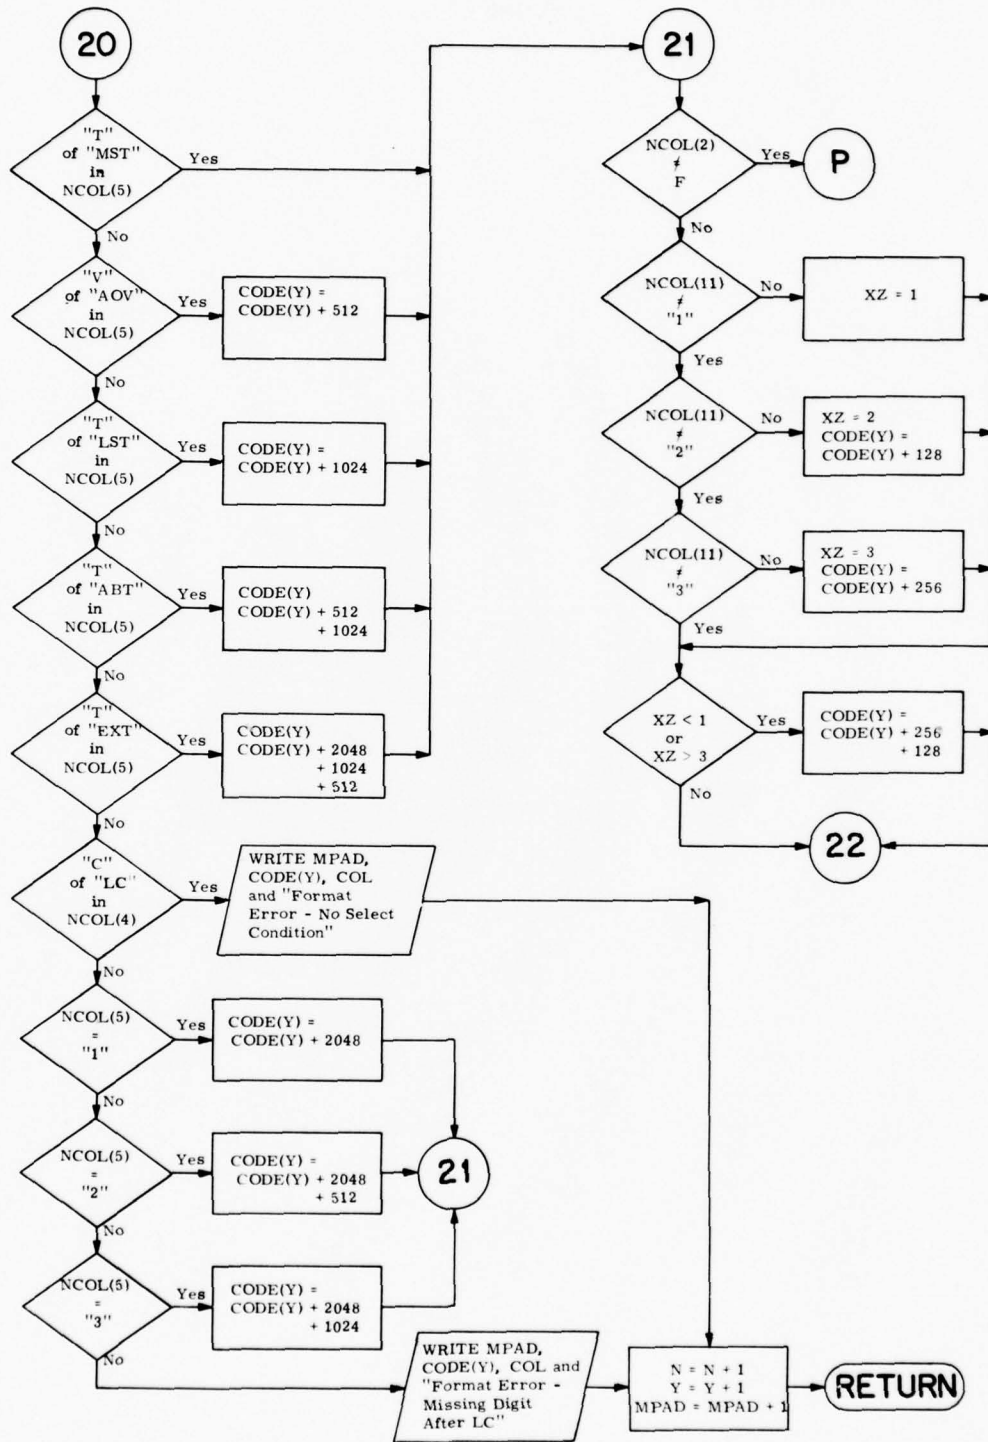 20
"T"
of "MST"
in
NCOL(5)
Yes
No
"V"
of "AOV"
in
NCOL(5)
Yes
CODE(Y) =
CODE(Y) + 512
No
"T"
of "LST"
in
NCOL(5)
Yes
CODE(Y) =
CODE(Y) + 1024
No
"T"
of "ABT"
in
NCOL(5)
Yes
CODE(Y)
CODE(Y) + 512
+ 1024
No
"T"
of "EXT"
in
NCOL(5)
Yes
CODE(Y)
CODE(Y) + 2048
+ 1024
+ 512
No
"C"
of "LC"
in
NCOL(4)
Yes
WRITE MPAD,
CODE(Y), COL
and "Format
Error - No Select
Condition"
No
NCOL(5)
=
"1"
Yes
CODE(Y) =
CODE(Y) + 2048
No
NCOL(5)
=
"2"
Yes
CODE(Y) =
CODE(Y) + 2048
+ 512
21
No
NCOL(5)
=
"3"
Yes
CODE(Y) =
CODE(Y) + 2048
+ 1024
No
WRITE MPAD,
CODE(Y), COL and
"Format Error -
Missing Digit
After LC"
N = N + 1
Y = Y + 1
MPAD = MPAD + 1
RETURN
21
NCOL(2)
≠
F
Yes
P
No
NCOL(11)
≠
"1"
No
XZ = 1
Yes
NCOL(11)
≠
"2"
No
XZ = 2
CODE(Y) =
CODE(Y) + 128
Yes
NCOL(11)
≠
"3"
No
XZ = 3
CODE(Y) =
CODE(Y) + 256
Yes
XZ < 1
or
XZ > 3
Yes
CODE(Y) =
CODE(Y) + 256
+ 128
No
22